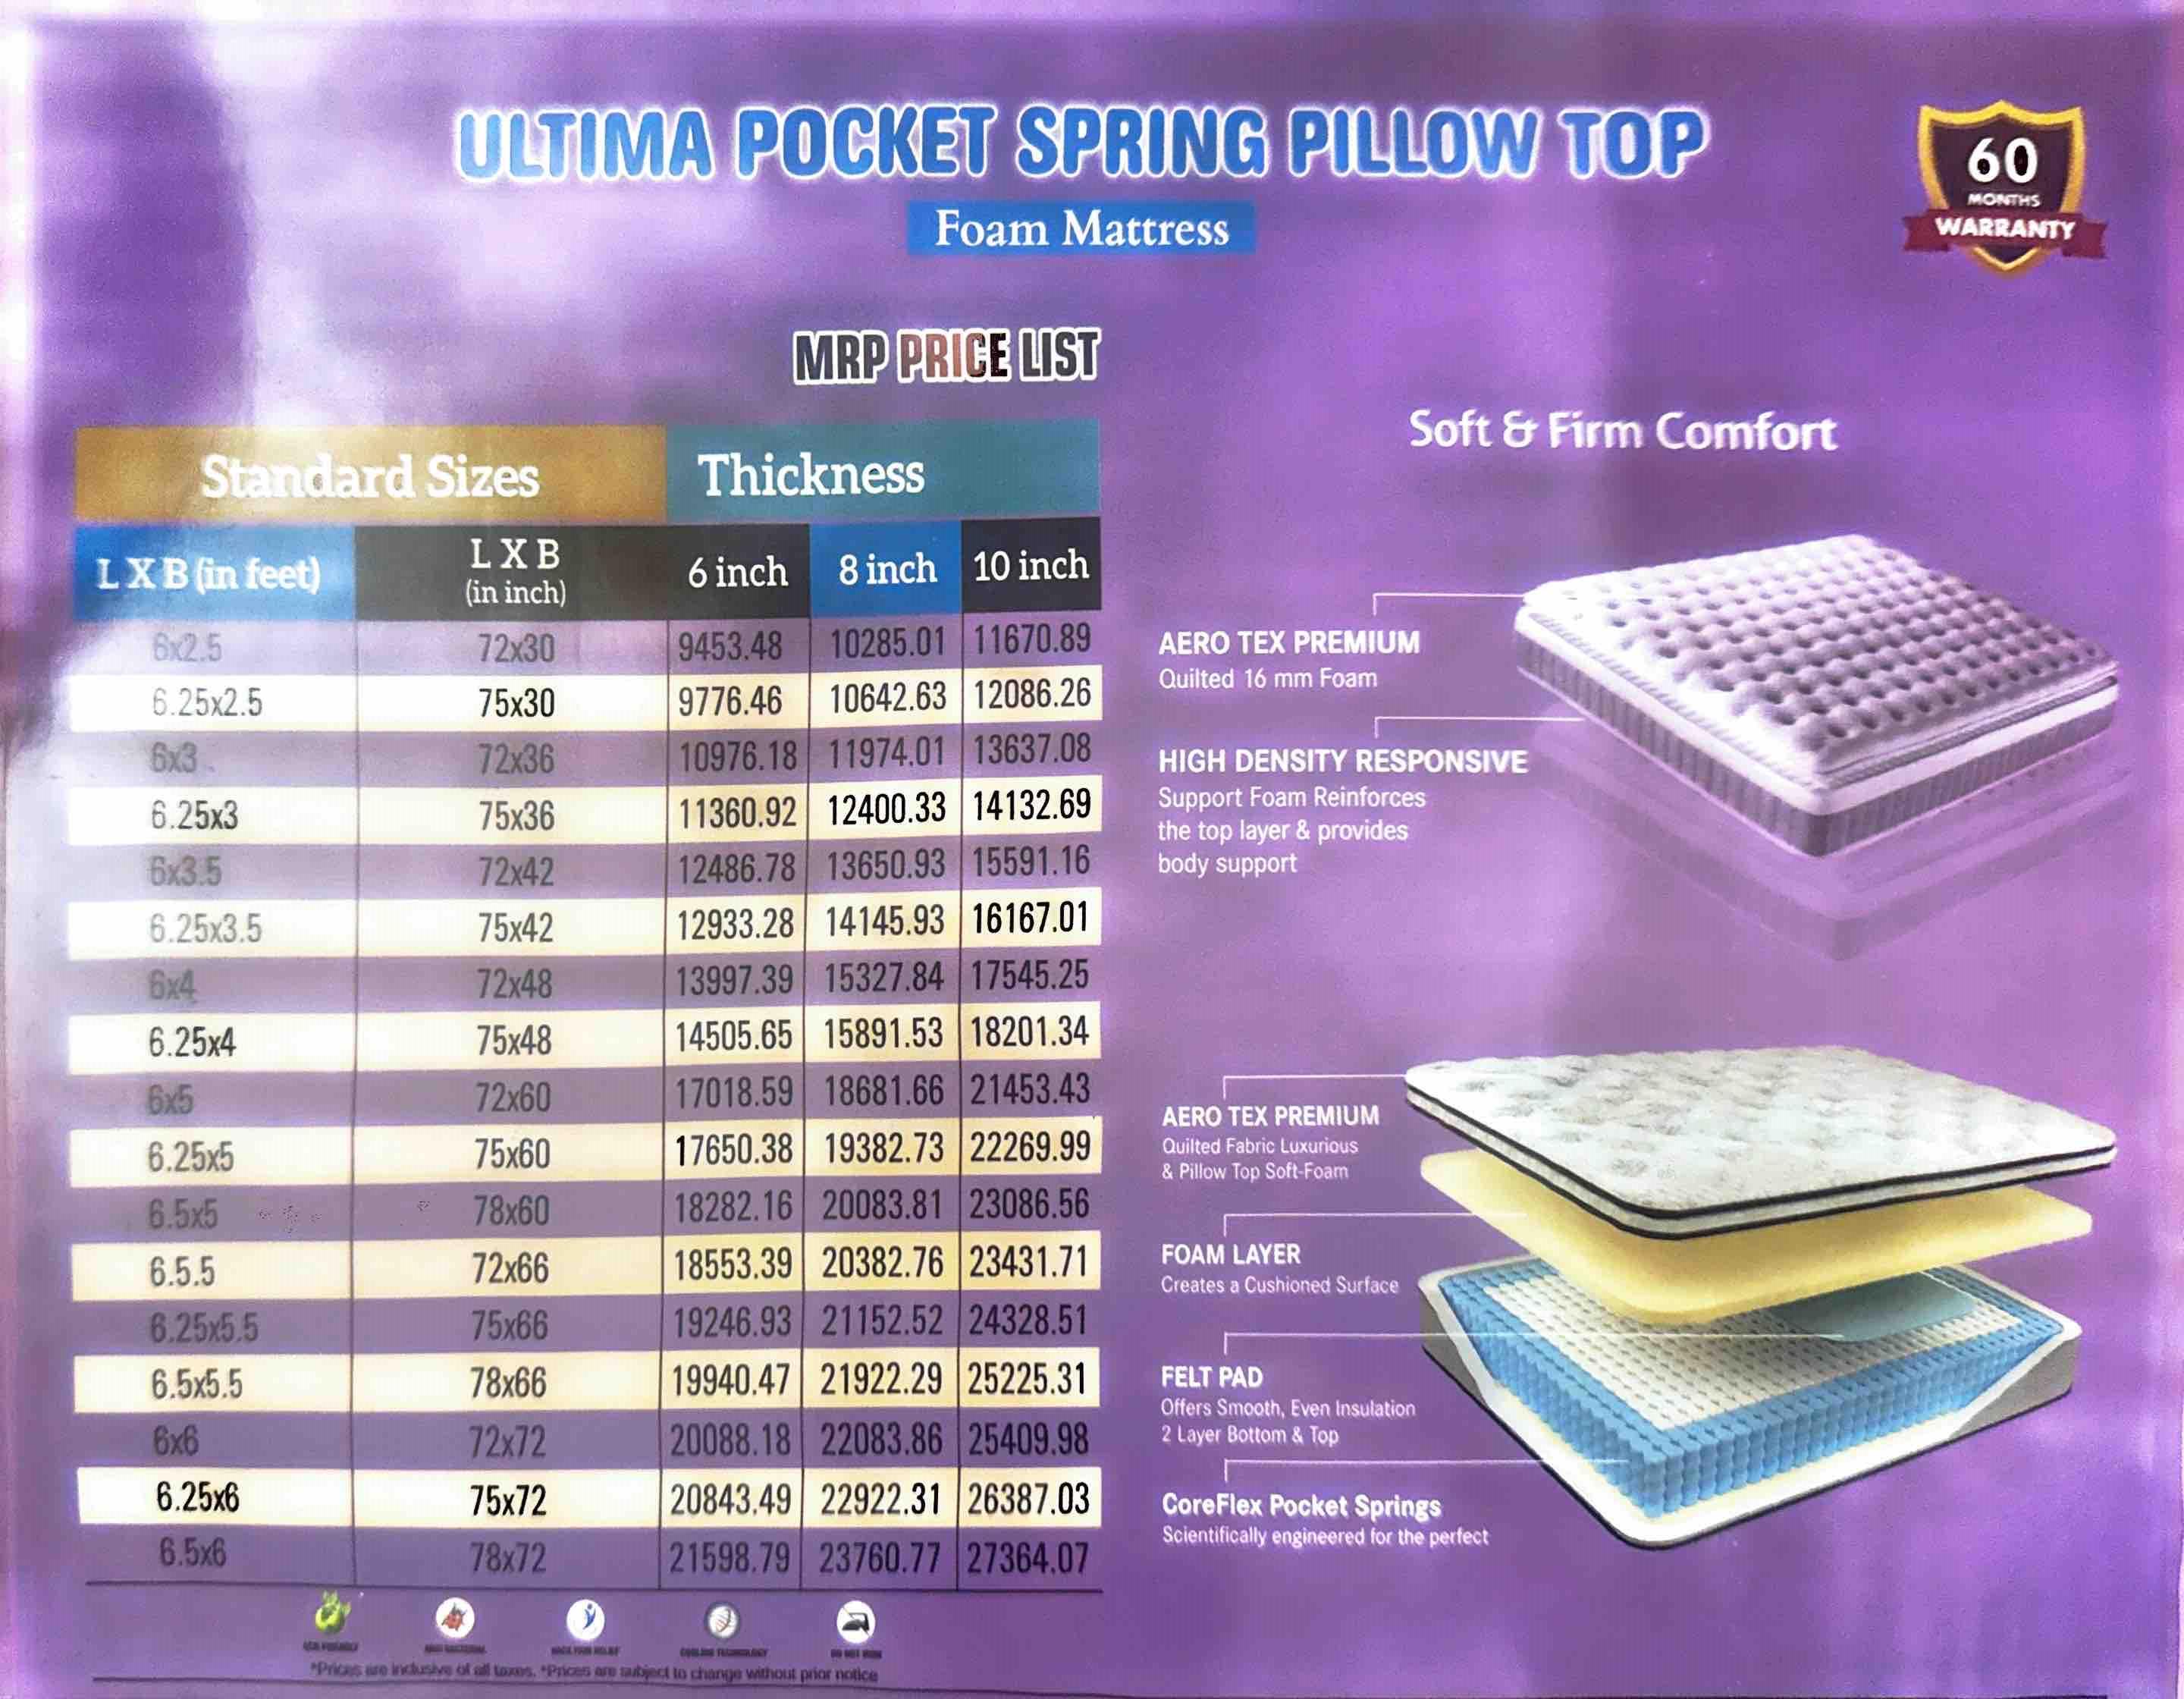 ULTIMA POCKET SPRING PILLOW TOP
Foam Mattress
60
MONTHS
WARRANTY
MRP PRICE LIST
Standard Sizes Thickness
L X B (in feet) L X B (in inch) 6 inch 8 inch 10 inch
6x2.5 72x30 9453.48 10285.01 11670.89
6.25x2.5 75x30 9776.46 10642.63 12086.26
6x3 72x36 10976.18 11974.01 13637.08
6.25x3 75x36 11360.92 12400.33 14132.69
6x3.5 72x42 12486.78 13650.93 15591.16
6.25x3.5 75x42 12933.28 14145.93 16167.01
6x4 72x48 13997.39 15327.84 17545.25
6.25x4 75x48 14505.65 15891.53 18201.34
6x5 72x60 17018.59 18681.66 21453.43
6.25x5 75x60 17650.38 19382.73 22269.99
6.5x5 78x60 18282.16 20083.81 23086.56
6.5.5 72x66 18553.39 20382.76 23431.71
6.25x5.5 75x66 19246.93 21152.52 24328.51
6.5x5.5 78x66 19940.47 21922.29 25225.31
6x6 72x72 20088.18 22083.86 25409.98
6.25x6 75x72 20843.49 22922.31 26387.03
6.5x6 78x72 21598.79 23760.77 27364.07
ECO FRIENDLY ANTI BACTERIAL BACK PAIN RELIEF COOLING TECHNOLOGY DO NOT IRON
*Prices are inclusive of all taxes, *Prices are subject to change without prior notice
Soft & Firm Comfort
AERO TEX PREMIUM
Quilted 16 mm Foam
HIGH DENSITY RESPONSIVE
Support Foam Reinforces
the top layer & provides
body support
AERO TEX PREMIUM
Quilted Fabric Luxurious
& Pillow Top Soft-Foam
FOAM LAYER
Creates a Cushioned Surface
FELT PAD
Offers Smooth, Even Insulation
2 Layer Bottom & Top
CoreFlex Pocket Springs
Scientifically engineered for the perfect